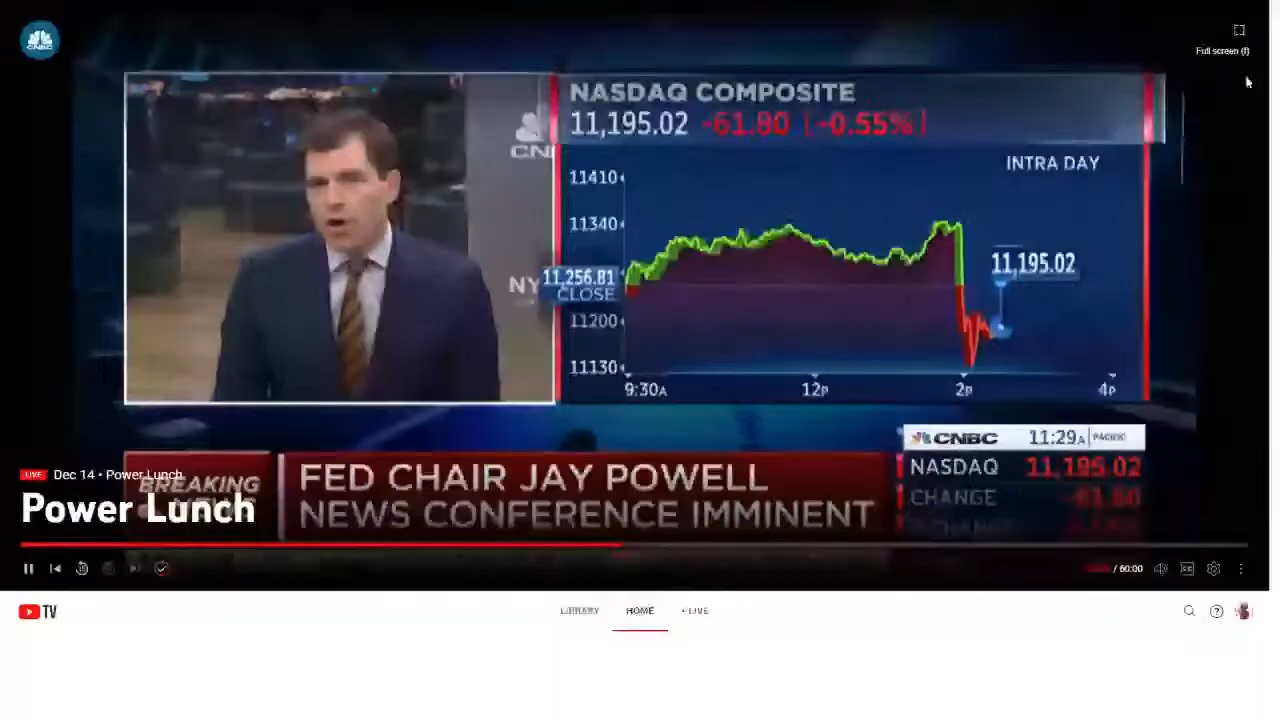 CNBC
Full screen (f)
NASDAQ COMPOSITE
11,195.02 -61.80 [-0.55%]
INTRA DAY
11410
11340
11,195.02
11,256.81
CLOSE
11200
11130
9:30A 12P 2P 4P
CNBC 11:29A PACIFIC
NASDAQ 11,195.02
CHANGE -61.80
LIVE Dec 14 • Power Lunch
BREAKING
Power Lunch
FED CHAIR JAY POWELL
NEWS CONFERENCE IMMINENT
/ 60:00
TV
LIBRARY HOME LIVE